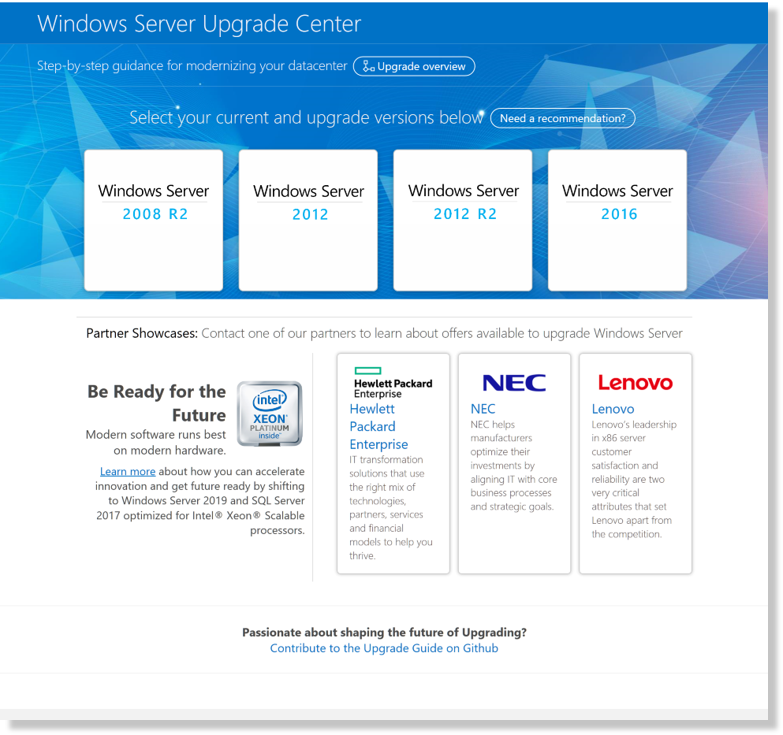 Windows Server Upgrade Center
Step-by-step guidance for modernizing your datacenter
Upgrade overview
Select your current and upgrade versions below
Need a recommendation?
Windows Server
2008 R2
Windows Server
2012
Windows Server
2012 R2
Windows Server
2016
Partner Showcases: Contact one of our partners to learn about offers available to upgrade Windows Server
Be Ready for the
Future
Modern software runs best
on modern hardware.
intel
XEON®
PLATINUM
inside™
Learn more about how you can accelerate
innovation and get future ready by shifting
to Windows Server 2019 and SQL Server
2017 optimized for Intel® Xeon® Scalable
processors.
Hewlett Packard
Enterprise
Hewlett
Packard
Enterprise
IT transformation
solutions that use
the right mix of
technologies,
partners, services
and financial
models to help you
thrive.
NEC
NEC
NEC helps
manufacturers
optimize their
investments by
aligning IT with core
business processes
and strategic goals.
Lenovo
Lenovo
Lenovo's leadership
in x86 server
customer
satisfaction and
reliability are two
very critical
attributes that set
Lenovo apart from
the competition.
Passionate about shaping the future of Upgrading?
Contribute to the Upgrade Guide on Github